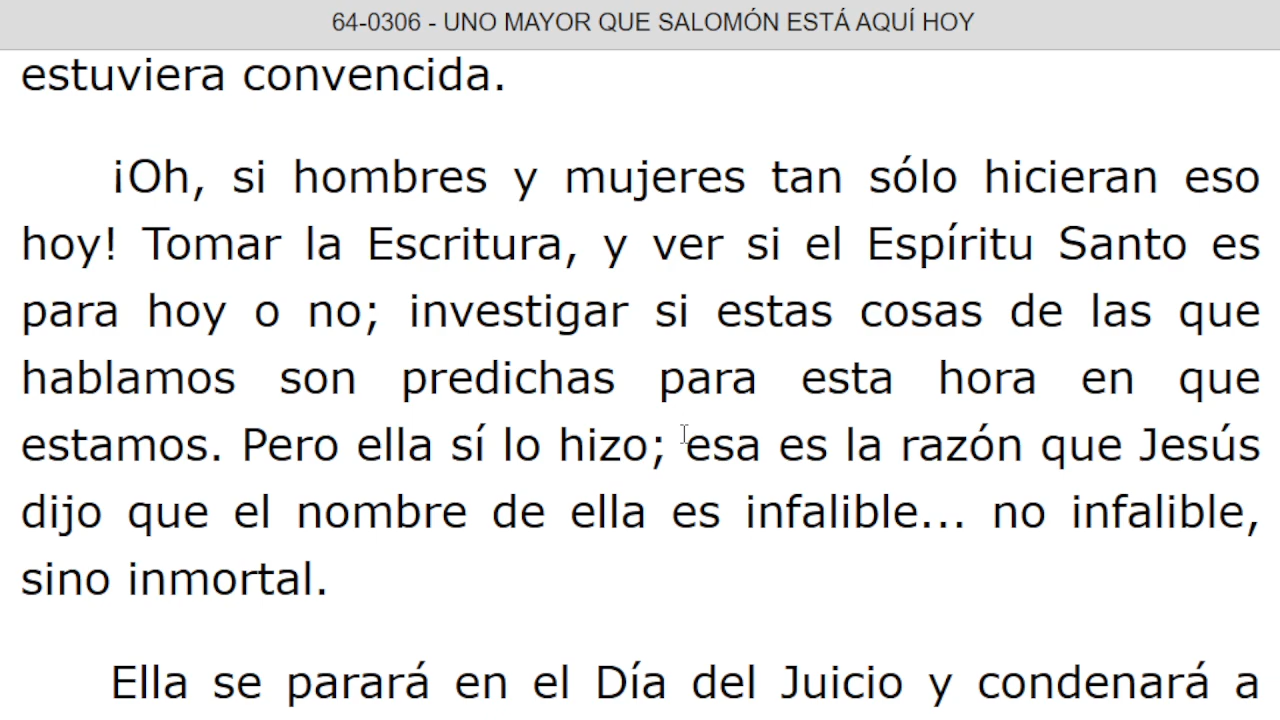 64-0306 - UNO MAYOR QUE SALOMÓN ESTÁ AQUÍ HOY
estuviera convencida.
¡Oh, si hombres y mujeres tan sólo hicieran eso
hoy! Tomar la Escritura, y ver si el Espíritu Santo es
para hoy o no; investigar si estas cosas de las que
hablamos son predichas para esta hora en que
estamos. Pero ella sí lo hizo; esa es la razón que Jesús
dijo que el nombre de ella es infalible... no infalible,
sino inmortal.
Ella se parará en el Día del Juicio y condenará a